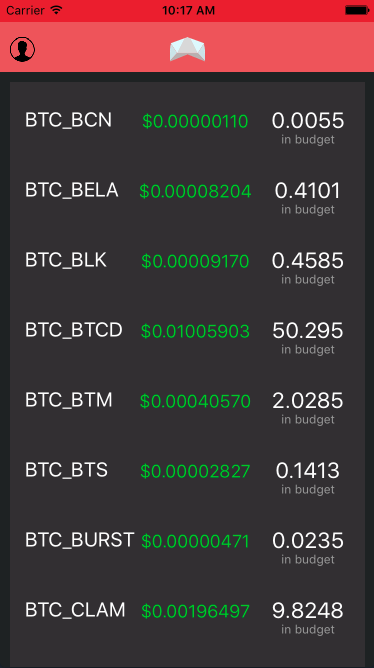 Carrier 10:17 AM
BTC_BCN $0.00000110 0.0055
in budget
BTC_BELA $0.00008204 0.4101
in budget
BTC_BLK $0.00009170 0.4585
in budget
BTC_BTCD $0.01005903 50.295
in budget
BTC_BTM $0.00040570 2.0285
in budget
BTC_BTS $0.00002827 0.1413
in budget
BTC_BURST $0.00000471 0.0235
in budget
BTC_CLAM $0.00196497 9.8248
in budget